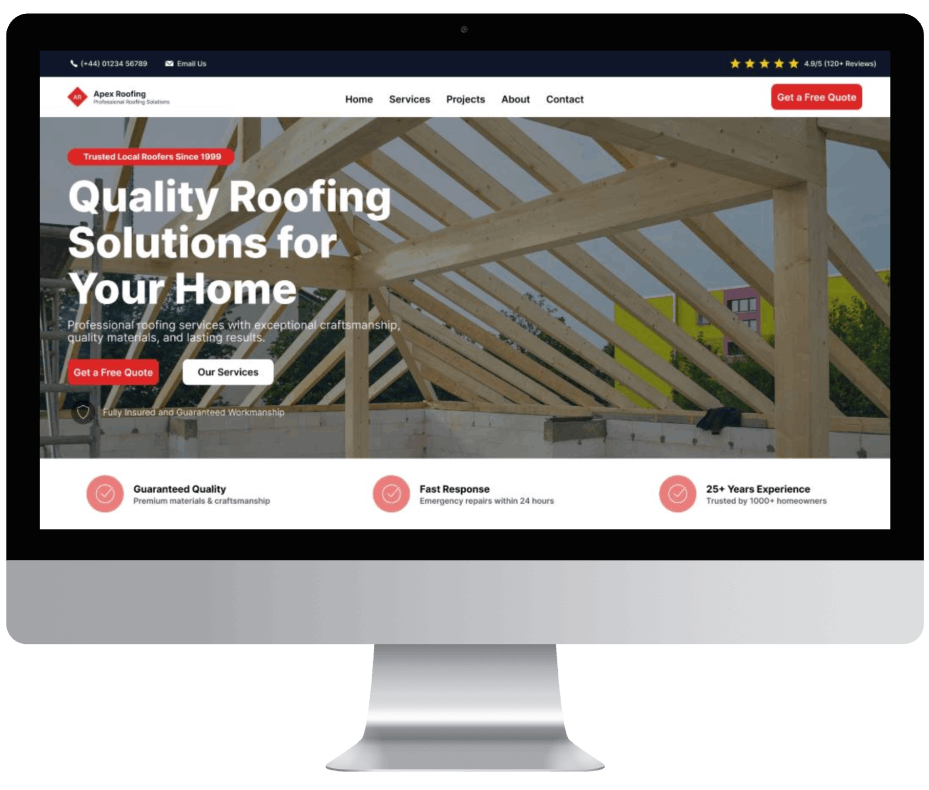 (+44) 01234 56789 Email Us 4.9/5 (120+ Reviews)
AR
Apex Roofing
Professional Roofing Solutions
Home Services Projects About Contact
Get a Free Quote
Trusted Local Roofers Since 1999
Quality Roofing
Solutions for
Your Home
Professional roofing services with exceptional craftsmanship,
quality materials, and lasting results.
Get a Free Quote Our Services
Fully Insured and Guaranteed Workmanship
Guaranteed Quality
Premium materials & craftsmanship
Fast Response
Emergency repairs within 24 hours
25+ Years Experience
Trusted by 1000+ homeowners